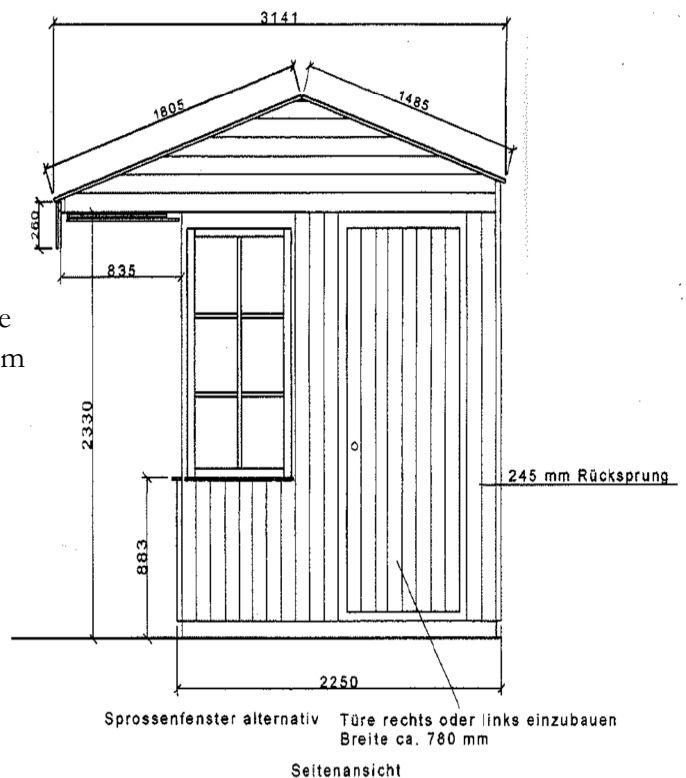 3141
1805
1485
260
835
e
m
2330
245 mm Rücksprung
883
2250
Sprossenfenster alternativ
Türe rechts oder links einzubauen
Breite ca. 780 mm
Seitenansicht